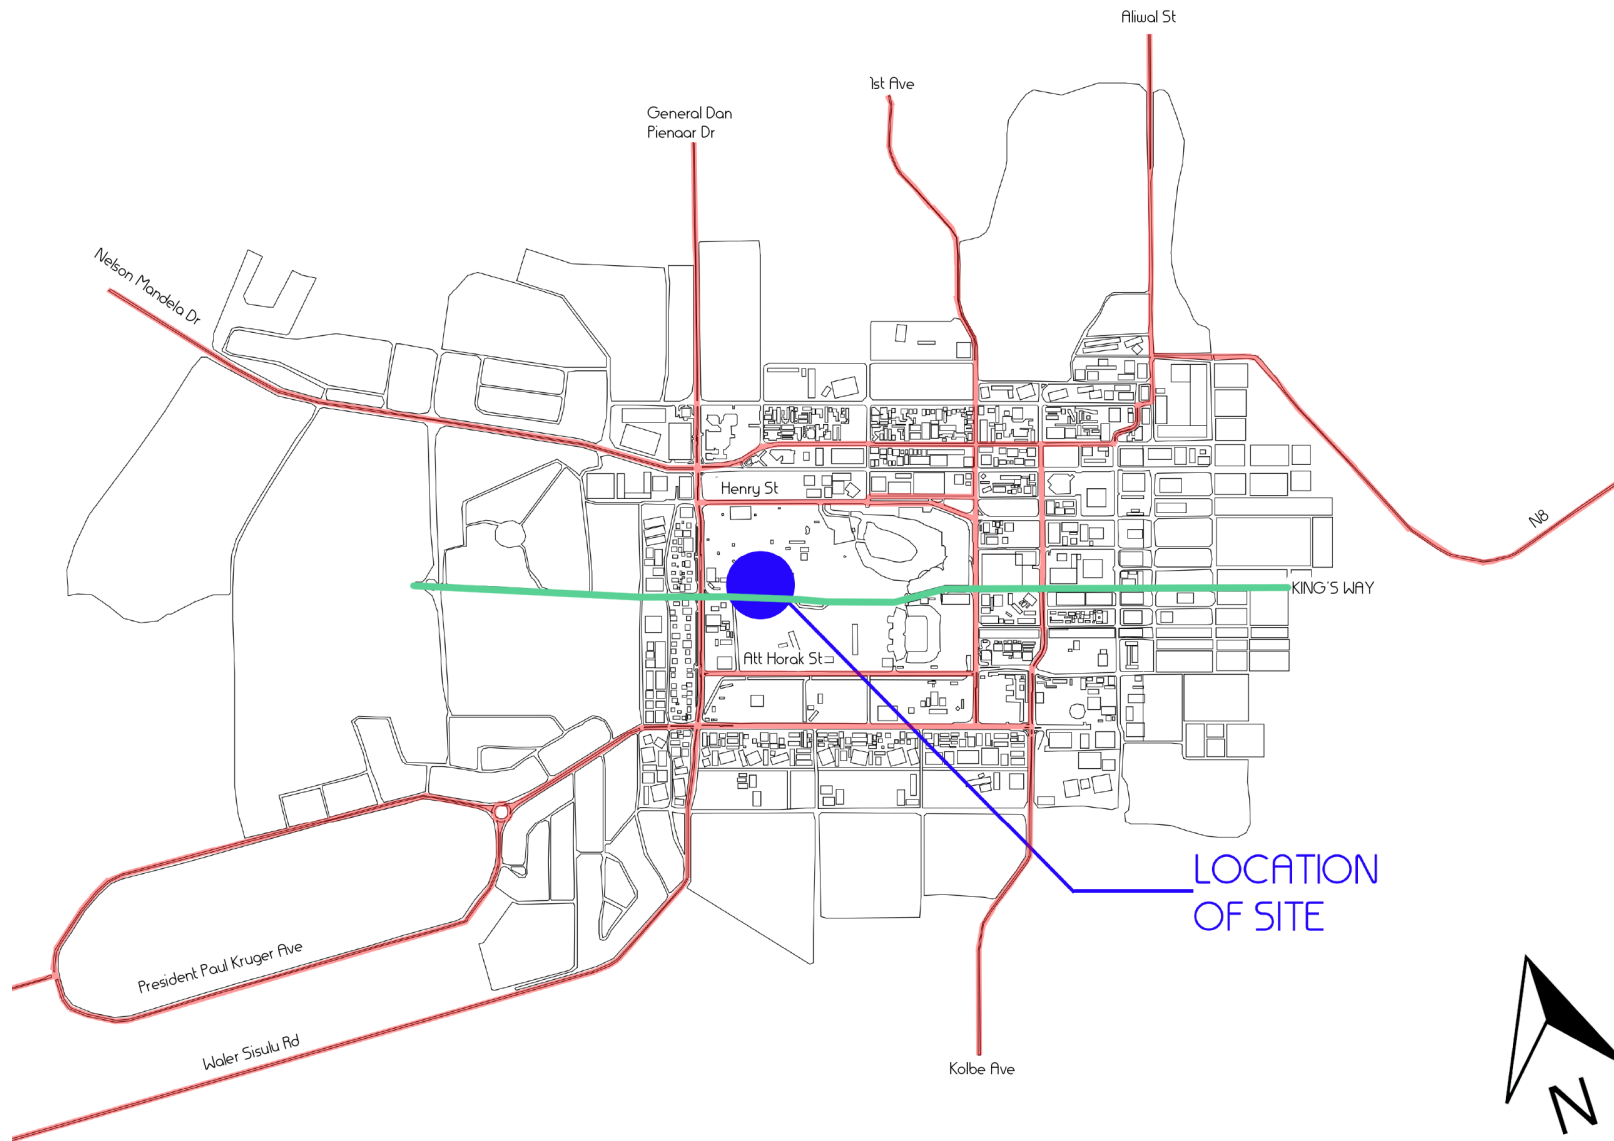 Aliwal St
1st Ave
General Dan
Pienaar Dr
Nelson Mandela Dr
Henry St
N8
KING'S WAY
Att Horak St
LOCATION
OF SITE
President Paul Kruger Ave
Waler Sisulu Rd
Kolbe Ave
N